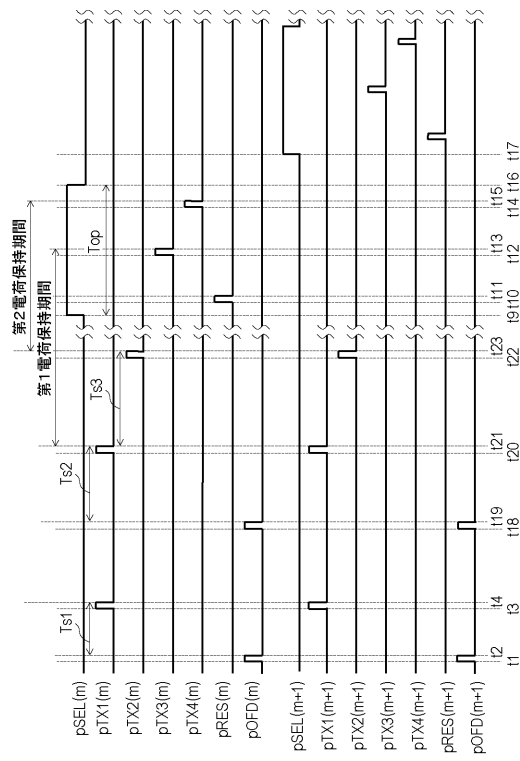 第2電荷保持期間
第1電荷保持期間
Ts1
Ts2
Ts3
Top
pSEL(m)
pTX1(m)
pTX2(m)
pTX3(m)
pTX4(m)
pRES(m)
pOFD(m)
pSEL(m+1)
pTX1(m+1)
pTX2(m+1)
pTX3(m+1)
pTX4(m+1)
pRES(m+1)
pOFD(m+1)
t1
t2
t3
t4
t18
t19
t20
t21
t22
t23
t9
t10
t11
t12
t13
t14
t15
t16
t17